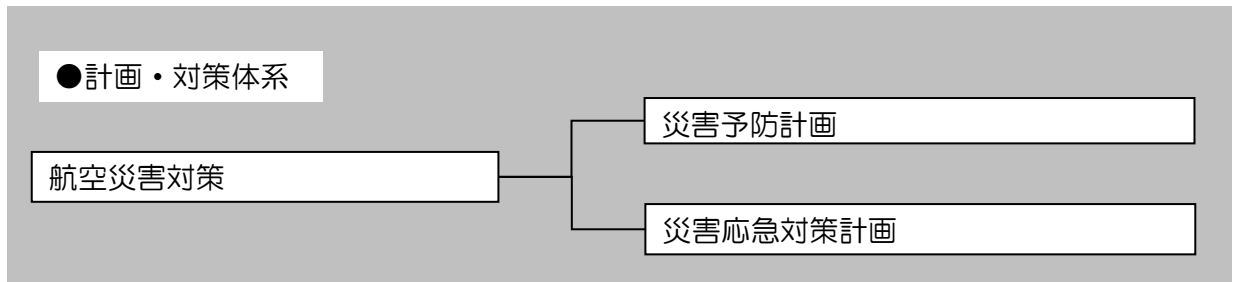 ●計画・対策体系
災害予防計画
航空災害対策
災害応急対策計画